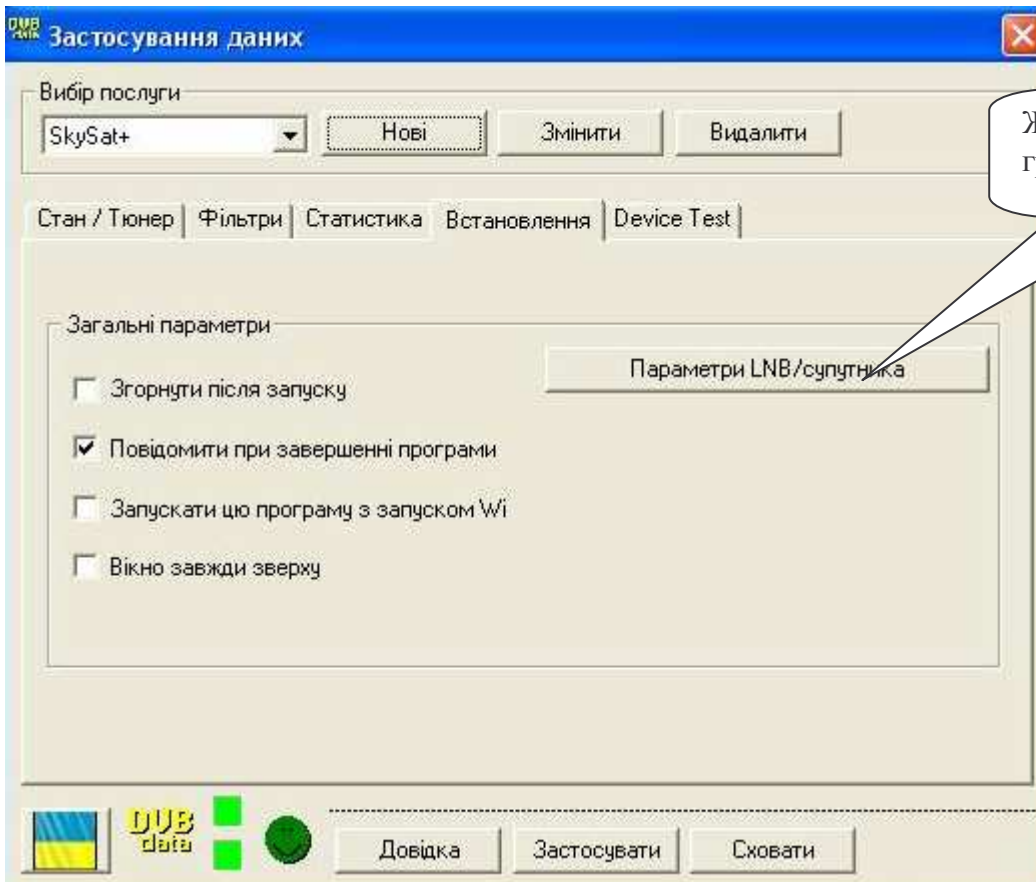 DVB data Застосування даних
Вибір послуги
SkySat+ Нові Змінити Видалити
Стан / Тюнер Фільтри Статистика Встановлення Device Test
Загальні параметри
Параметри LNB/супутника
Згорнути після запуску
Повідомити при завершенні програми
Запускати цю програму з запуском Wi
Вікно завжди зверху
DVB
data
Довідка Застосувати Сховати